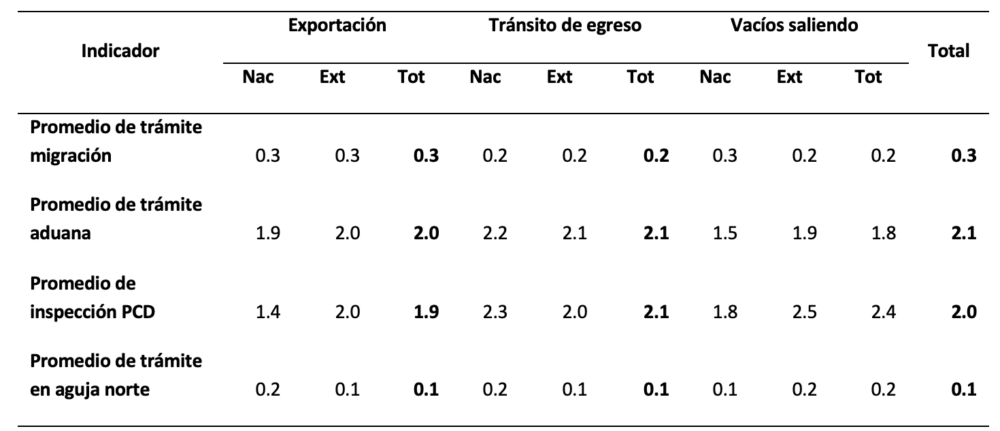 Exportación Tránsito de egreso Vacíos saliendo
Indicador Total
Nac Ext Tot Nac Ext Tot Nac Ext Tot
Promedio de trámite
migración 0.3 0.3 0.3 0.2 0.2 0.2 0.3 0.2 0.2 0.3
Promedio de trámite
aduana 1.9 2.0 2.0 2.2 2.1 2.1 1.5 1.9 1.8 2.1
Promedio de
inspección PCD 1.4 2.0 1.9 2.3 2.0 2.1 1.8 2.5 2.4 2.0
Promedio de trámite
en aguja norte 0.2 0.1 0.1 0.2 0.1 0.1 0.1 0.2 0.2 0.1